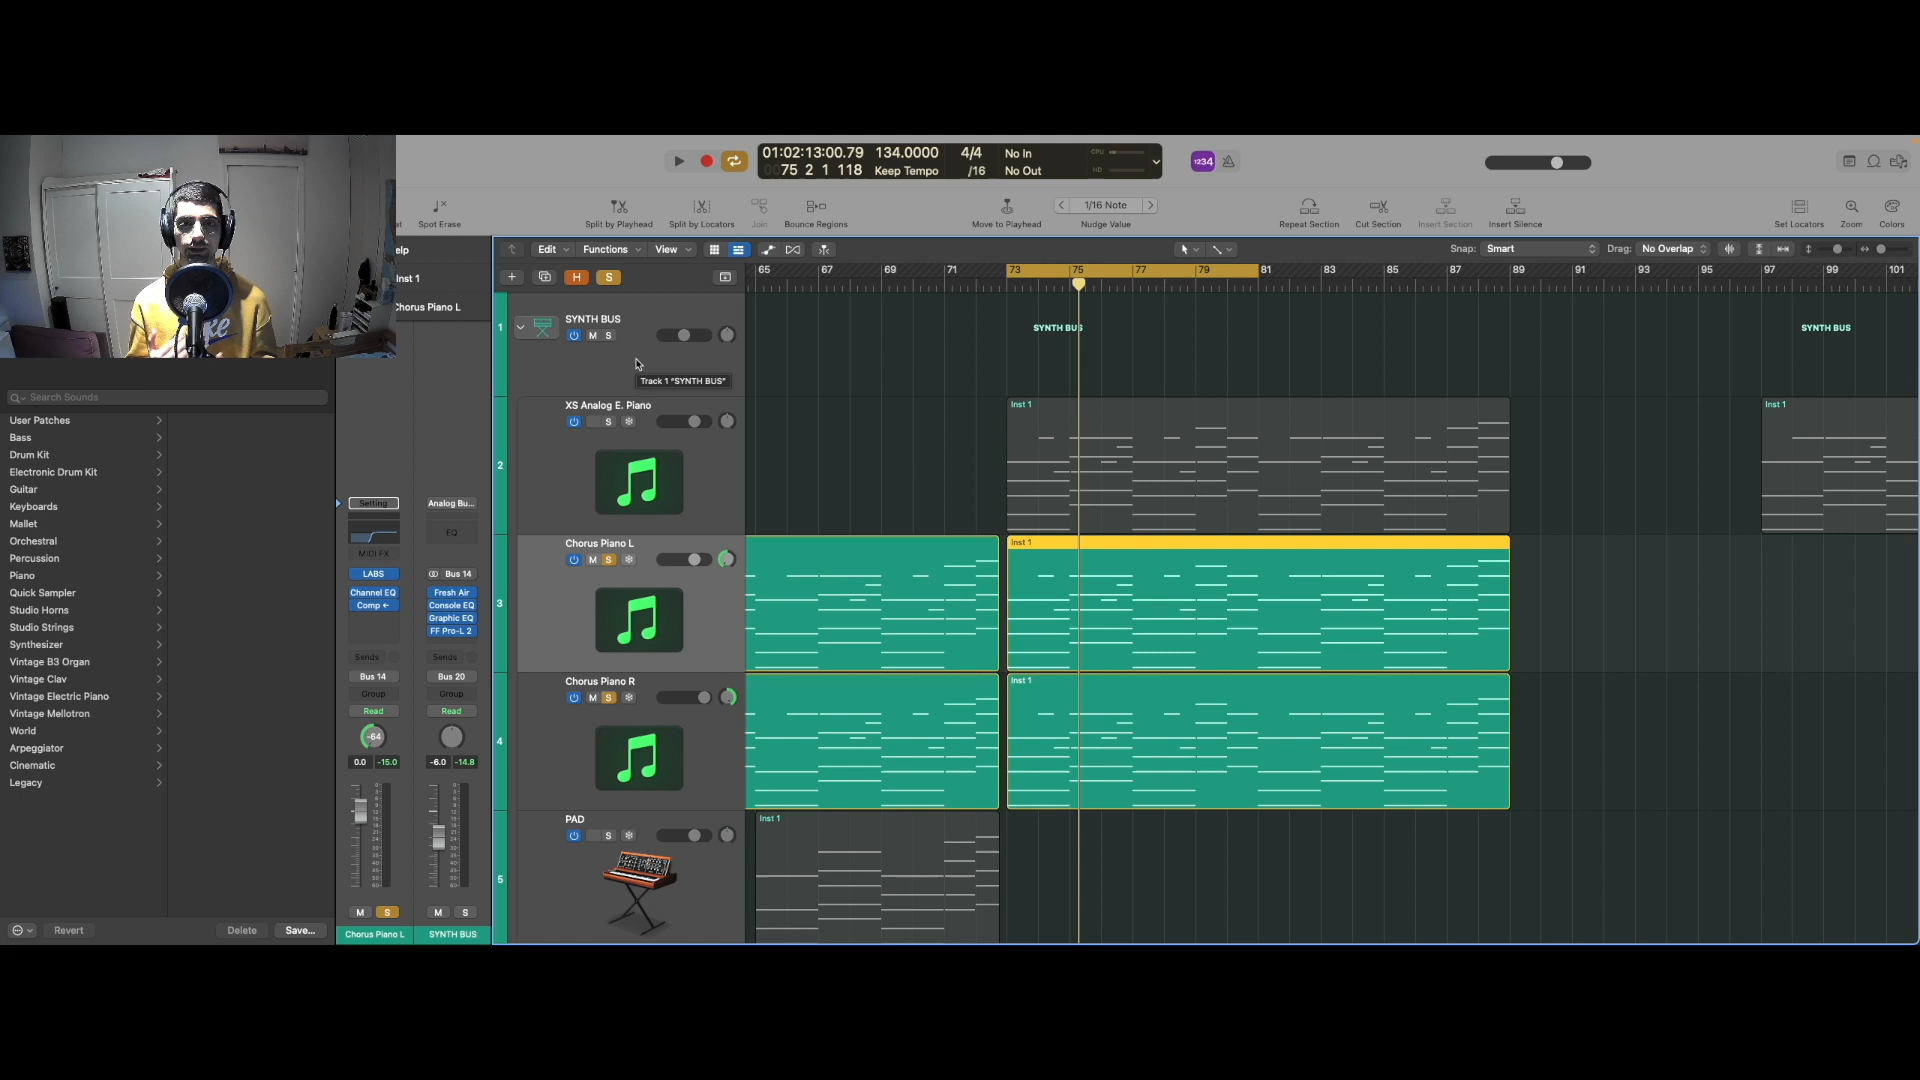 01:02:13:00.79
0075 2 1 118
134.0000
Keep Tempo
4/4
/16
No In
No Out
CPU
HD
1234
Spot Erase
Split by Playhead
Split by Locators
Join
Bounce Regions
Move to Playhead
1/16 Note
Nudge Value
Repeat Section
Cut Section
Insert Section
Insert Silence
Set Locators
Zoom
Colors
elp
Edit
Functions
View
Snap:
Smart
Drag:
No Overlap
Inst 1
Chorus Piano L
H
S
65 67 69 71 73 75 77 79 81 83 85 87 89 91 93 95 97 99 101
1
SYNTH BUS
M S
Track 1 "SYNTH BUS"
SYNTH BUS
SYNTH BUS
2
XS Analog E. Piano
S
Inst 1
Inst 1
3
Chorus Piano L
M S
Inst 1
4
Chorus Piano R
M S
Inst 1
5
PAD
S
Inst 1
Search Sounds
User Patches
Bass
Drum Kit
Electronic Drum Kit
Guitar
Keyboards
Mallet
Orchestral
Percussion
Piano
Quick Sampler
Studio Horns
Studio Strings
Synthesizer
Vintage B3 Organ
Vintage Clav
Vintage Electric Piano
Vintage Mellotron
World
Arpeggiator
Cinematic
Legacy
Revert
Delete
Save...
Setting
MIDI FX
LABS
Channel EQ
Comp
Sends
Bus 14
Group
Read
-64
0.0 -15.0
M S
Chorus Piano L
Analog Bu...
EQ
Bus 14
Fresh Air
Console EQ
Graphic EQ
FF Pro-L 2
Sends
Bus 20
Group
Read
-6.0 -14.8
M S
SYNTH BUS